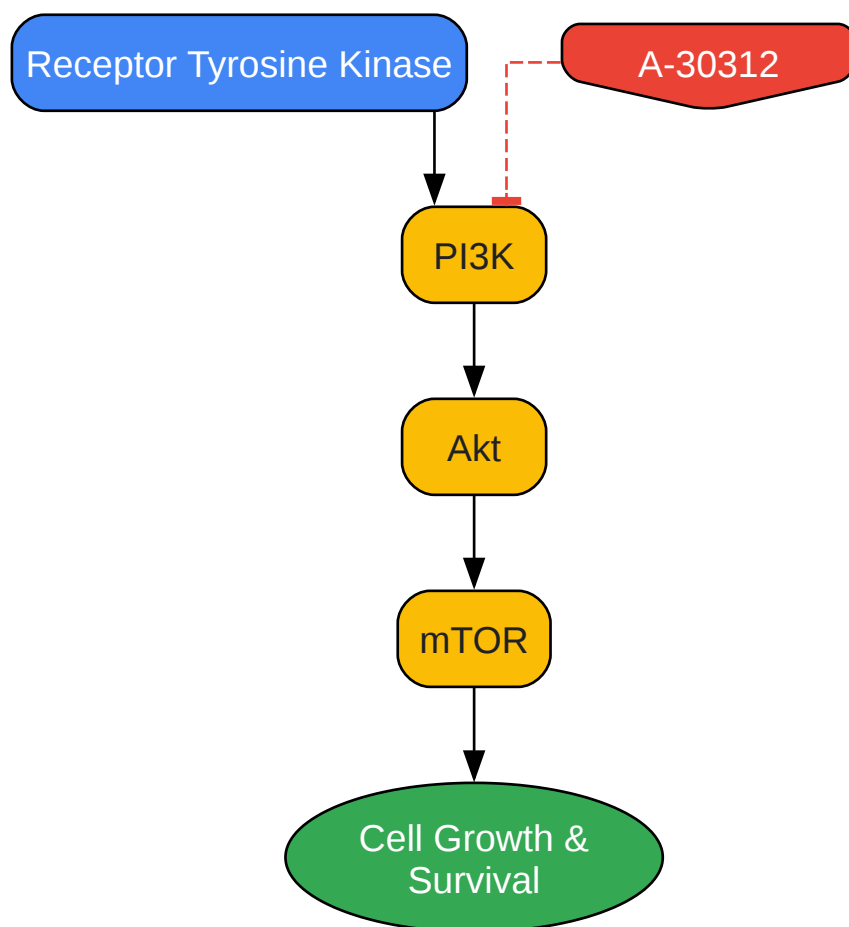 Receptor Tyrosine Kinase
A-30312
PI3K
Akt
mTOR
Cell Growth &
Survival